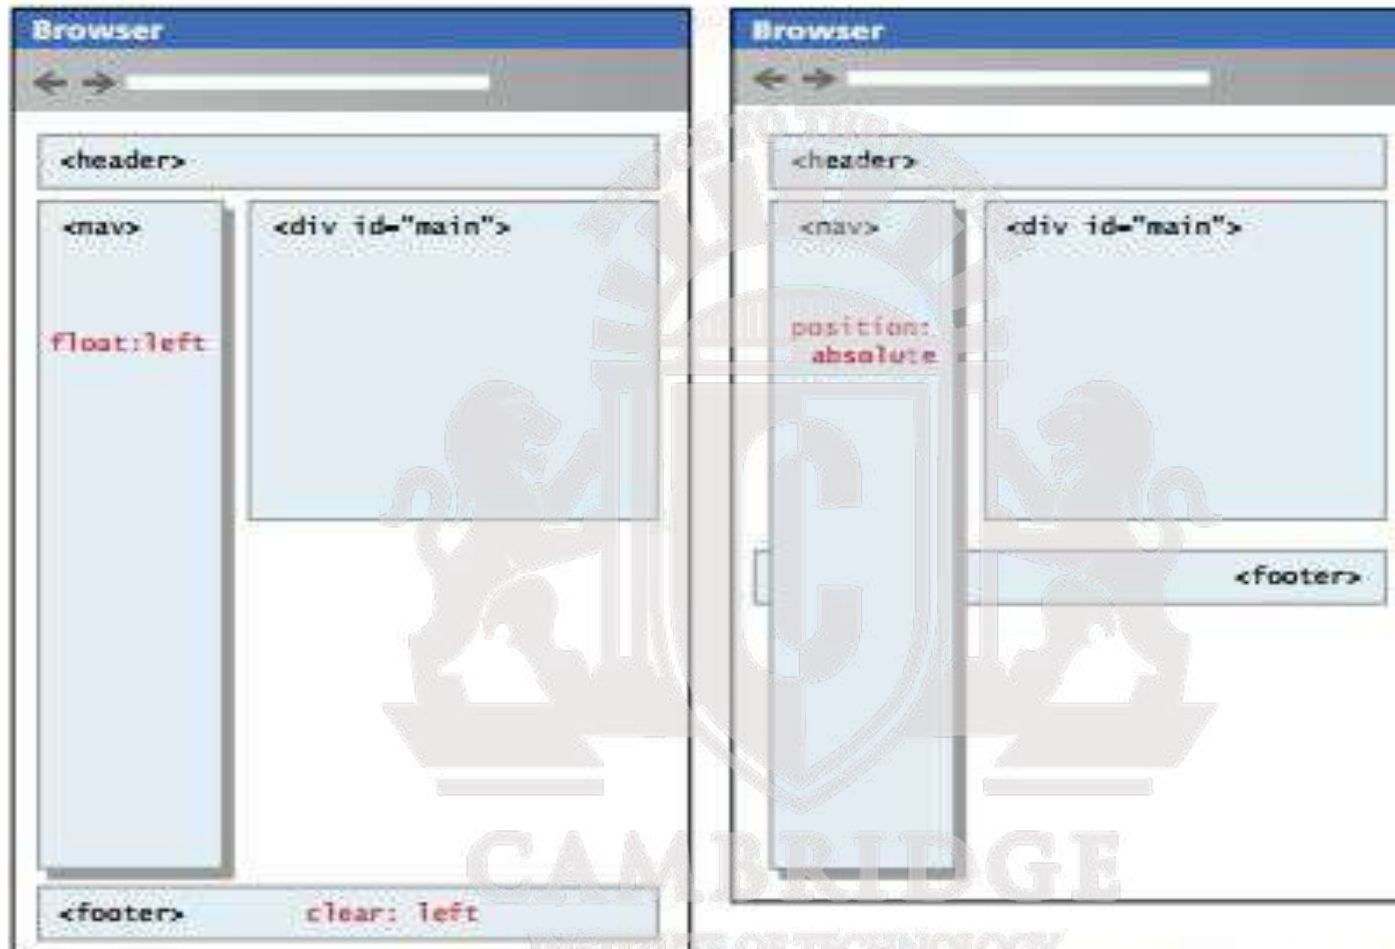 Browser
<header>
<nav>
<div id="main">
float:left
<footer>
clear: left
Browser
<header>
<nav>
<div id="main">
position:
absolute
<footer>
CAMBRIDGE